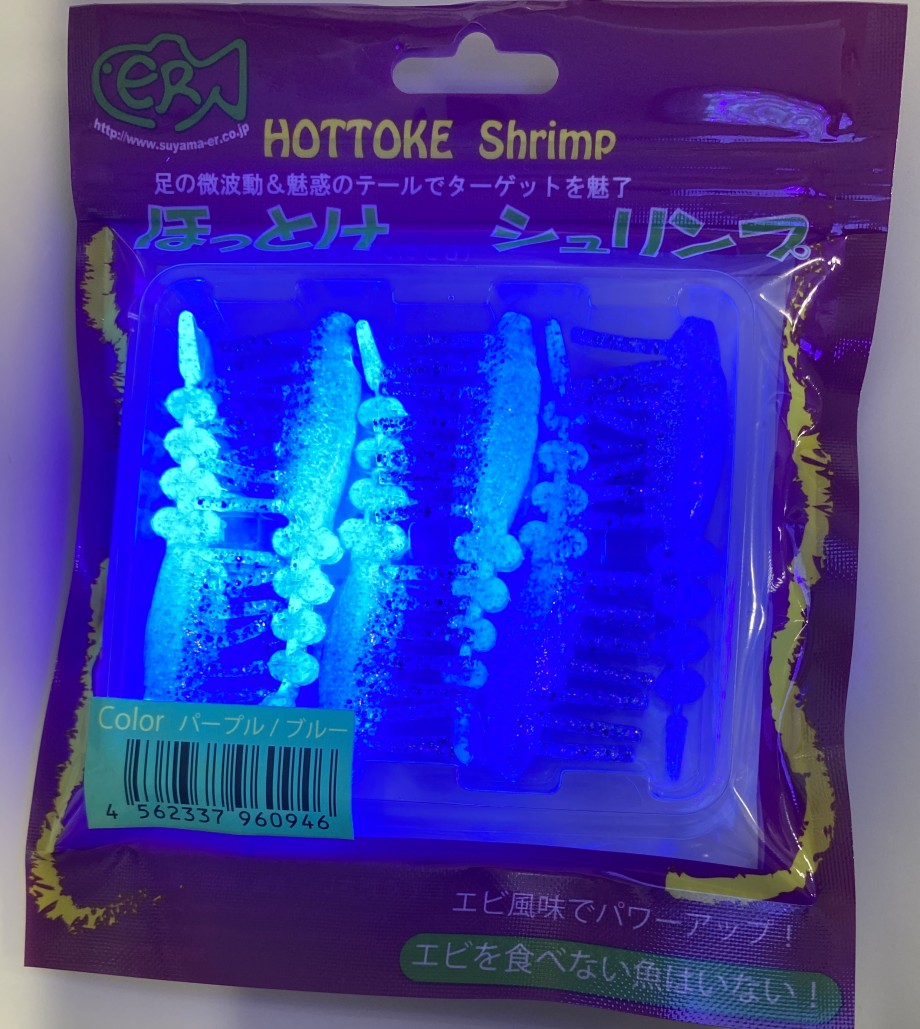 ER
http://www.suyama-er.co.jp
HOTTOKE Shrimp
足の微波動＆魅惑のテールでターゲットを魅了
ほっとけ シュリンプ
Color パープル/ブルー
4 562337 960946
エビ風味でパワーアップ！
エビを食べない魚はいない！